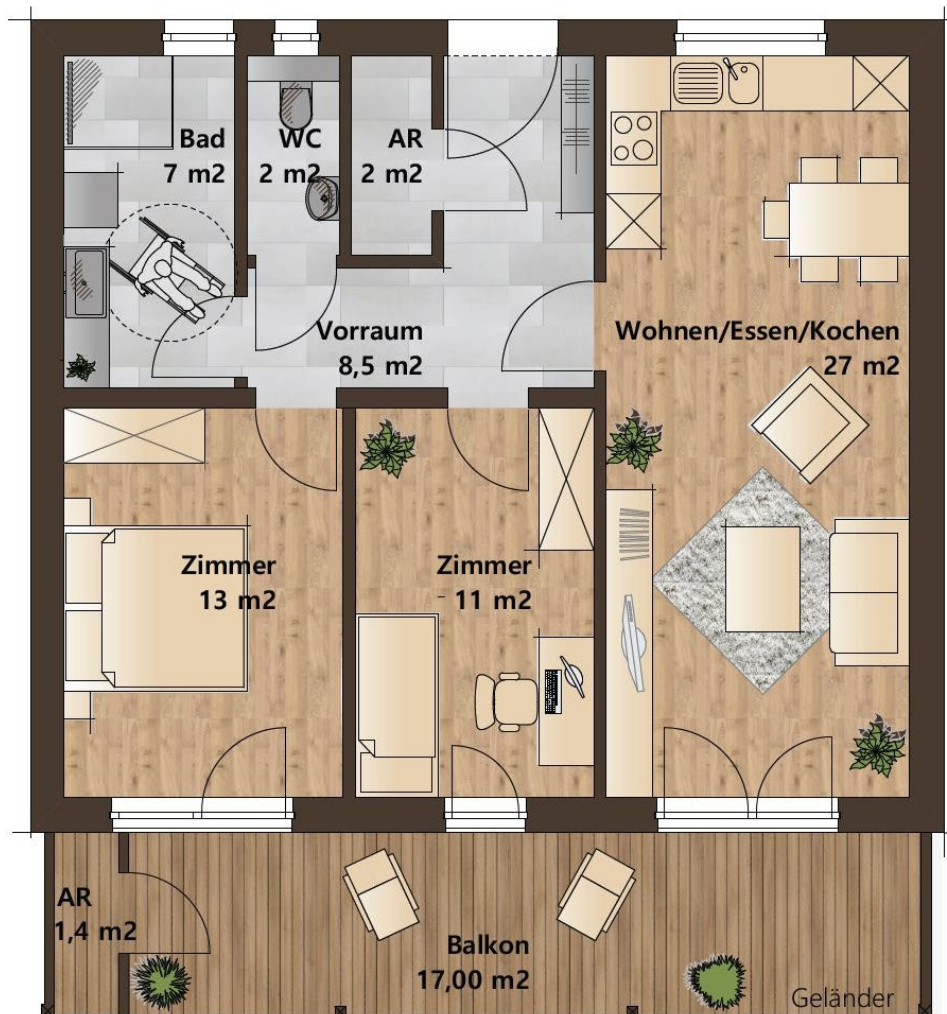 Bad
7 m2
WC
2 m2
AR
2 m2
Vorraum
8,5 m2
Wohnen/Essen/Kochen
27 m2
Zimmer
13 m2
Zimmer
- 11 m2
AR
1,4 m2
Balkon
17,00 m2
Geländer